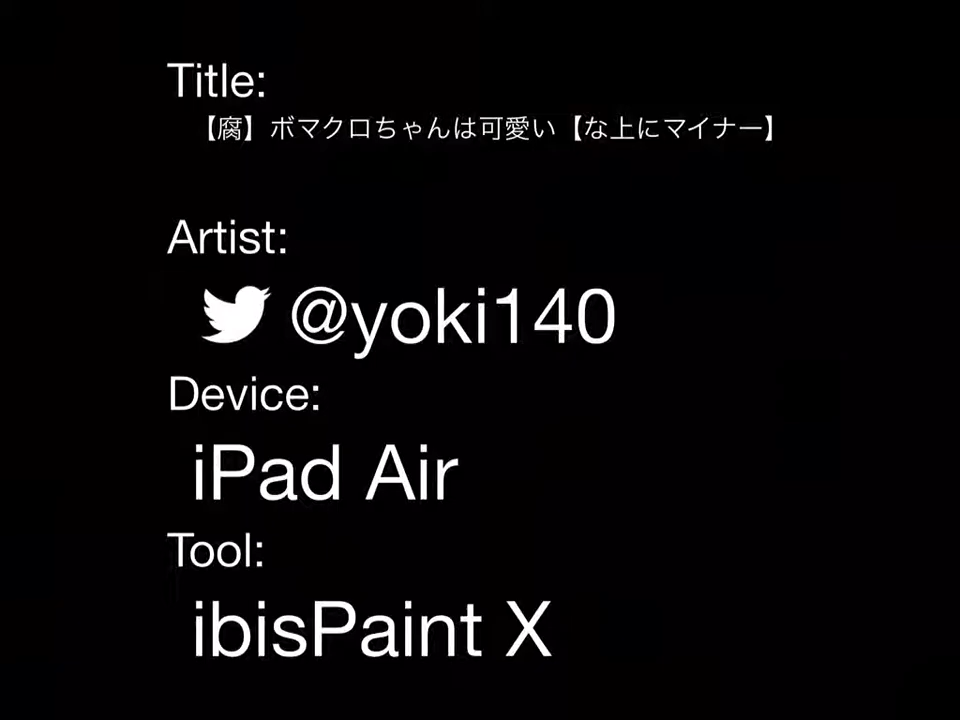 Title:
【腐】ボマクロちゃんは可愛い【な上にマイナー】
Artist:
@yoki140
Device:
iPad Air
Tool:
ibisPaint X